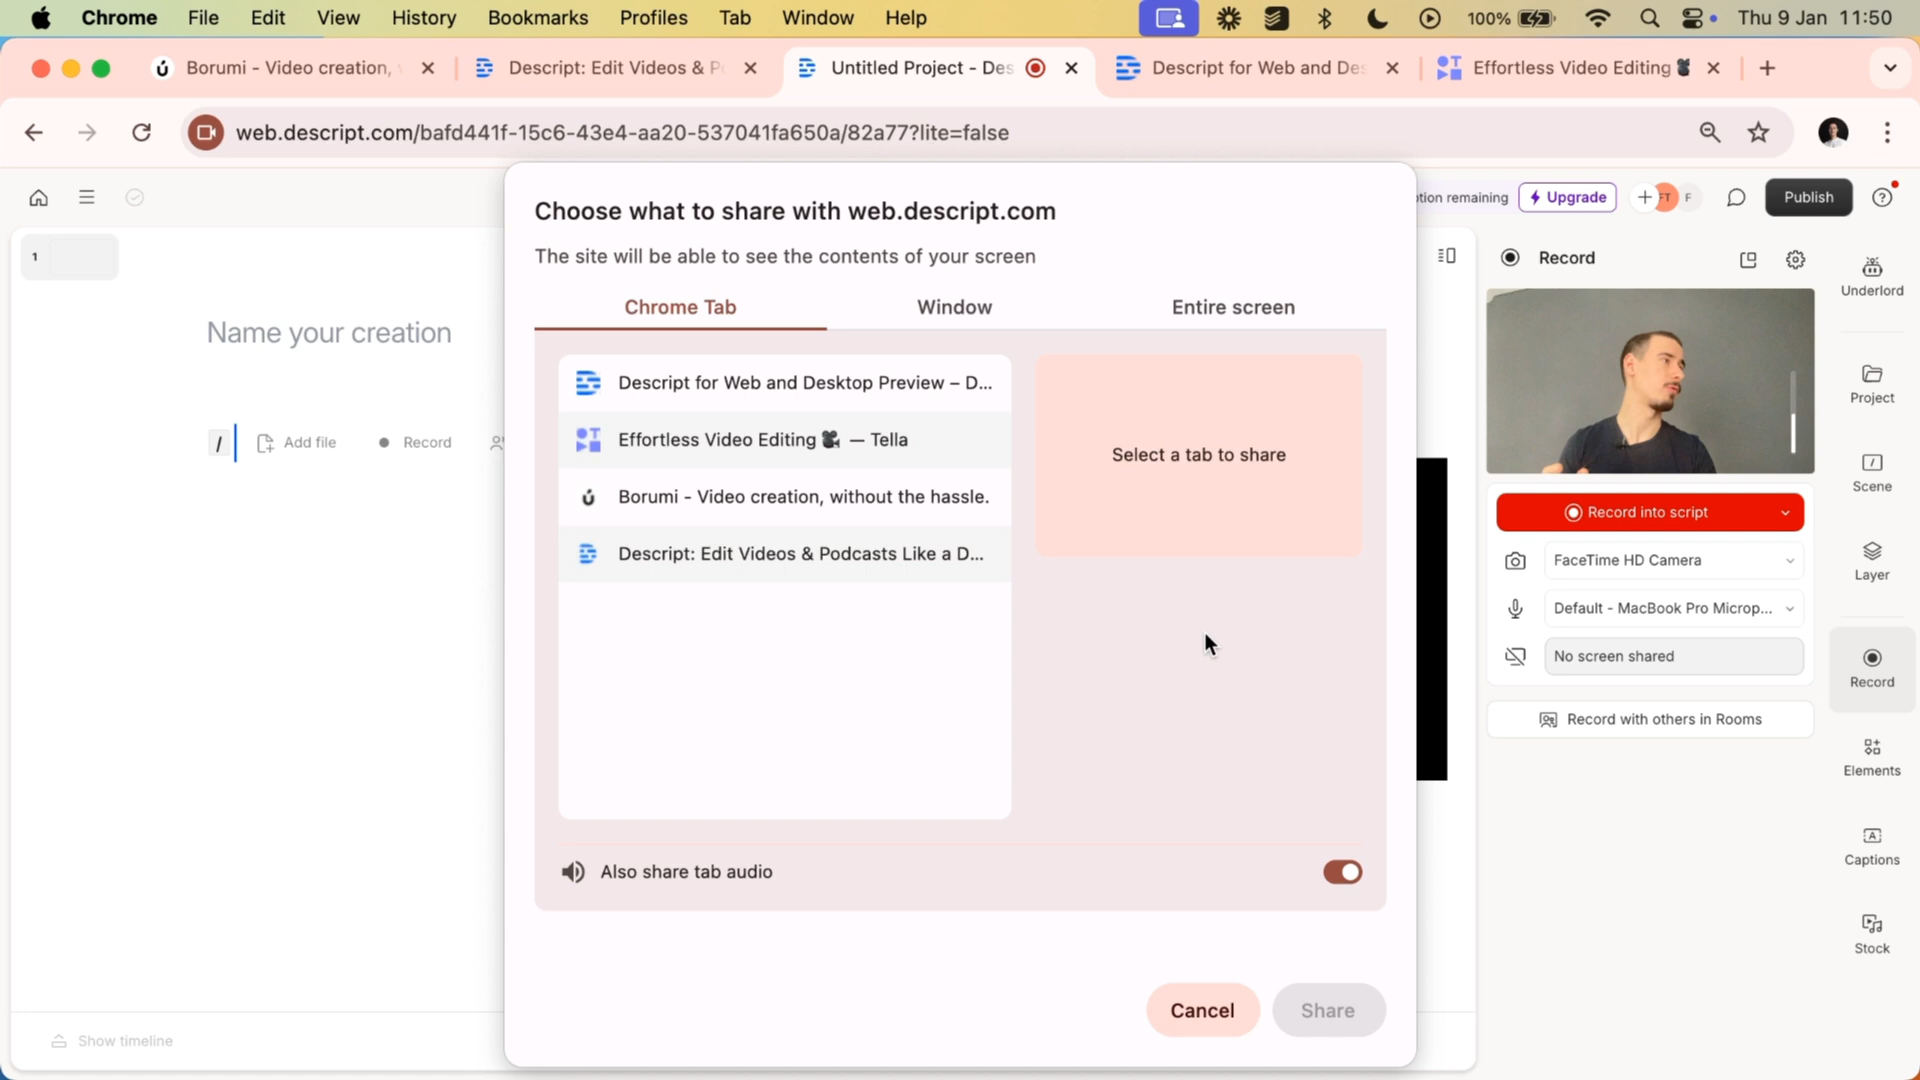 Chrome File Edit View History Bookmarks Profiles Tab Window Help 100% Thu 9 Jan 11:50
Borumi - Video creation, Descript: Edit Videos & Untitled Project - Des Descript for Web and Des Effortless Video Editing
web.descript.com/bafd441f-15c6-43e4-aa20-537041fa650a/82a77?lite=false
remaining Upgrade FT F Publish
1
Name your creation
/ Add file Record
Show timeline
Choose what to share with web.descript.com
The site will be able to see the contents of your screen
Chrome Tab Window Entire screen
Descript for Web and Desktop Preview – D...
Effortless Video Editing 🎥 — Tella
Borumi - Video creation, without the hassle.
Descript: Edit Videos & Podcasts Like a D...
Select a tab to share
Also share tab audio
Cancel Share
Record
Record into script
FaceTime HD Camera
Default - MacBook Pro Microp...
No screen shared
Record with others in Rooms
Underlord
Project
Scene
Layer
Record
Elements
Captions
Stock